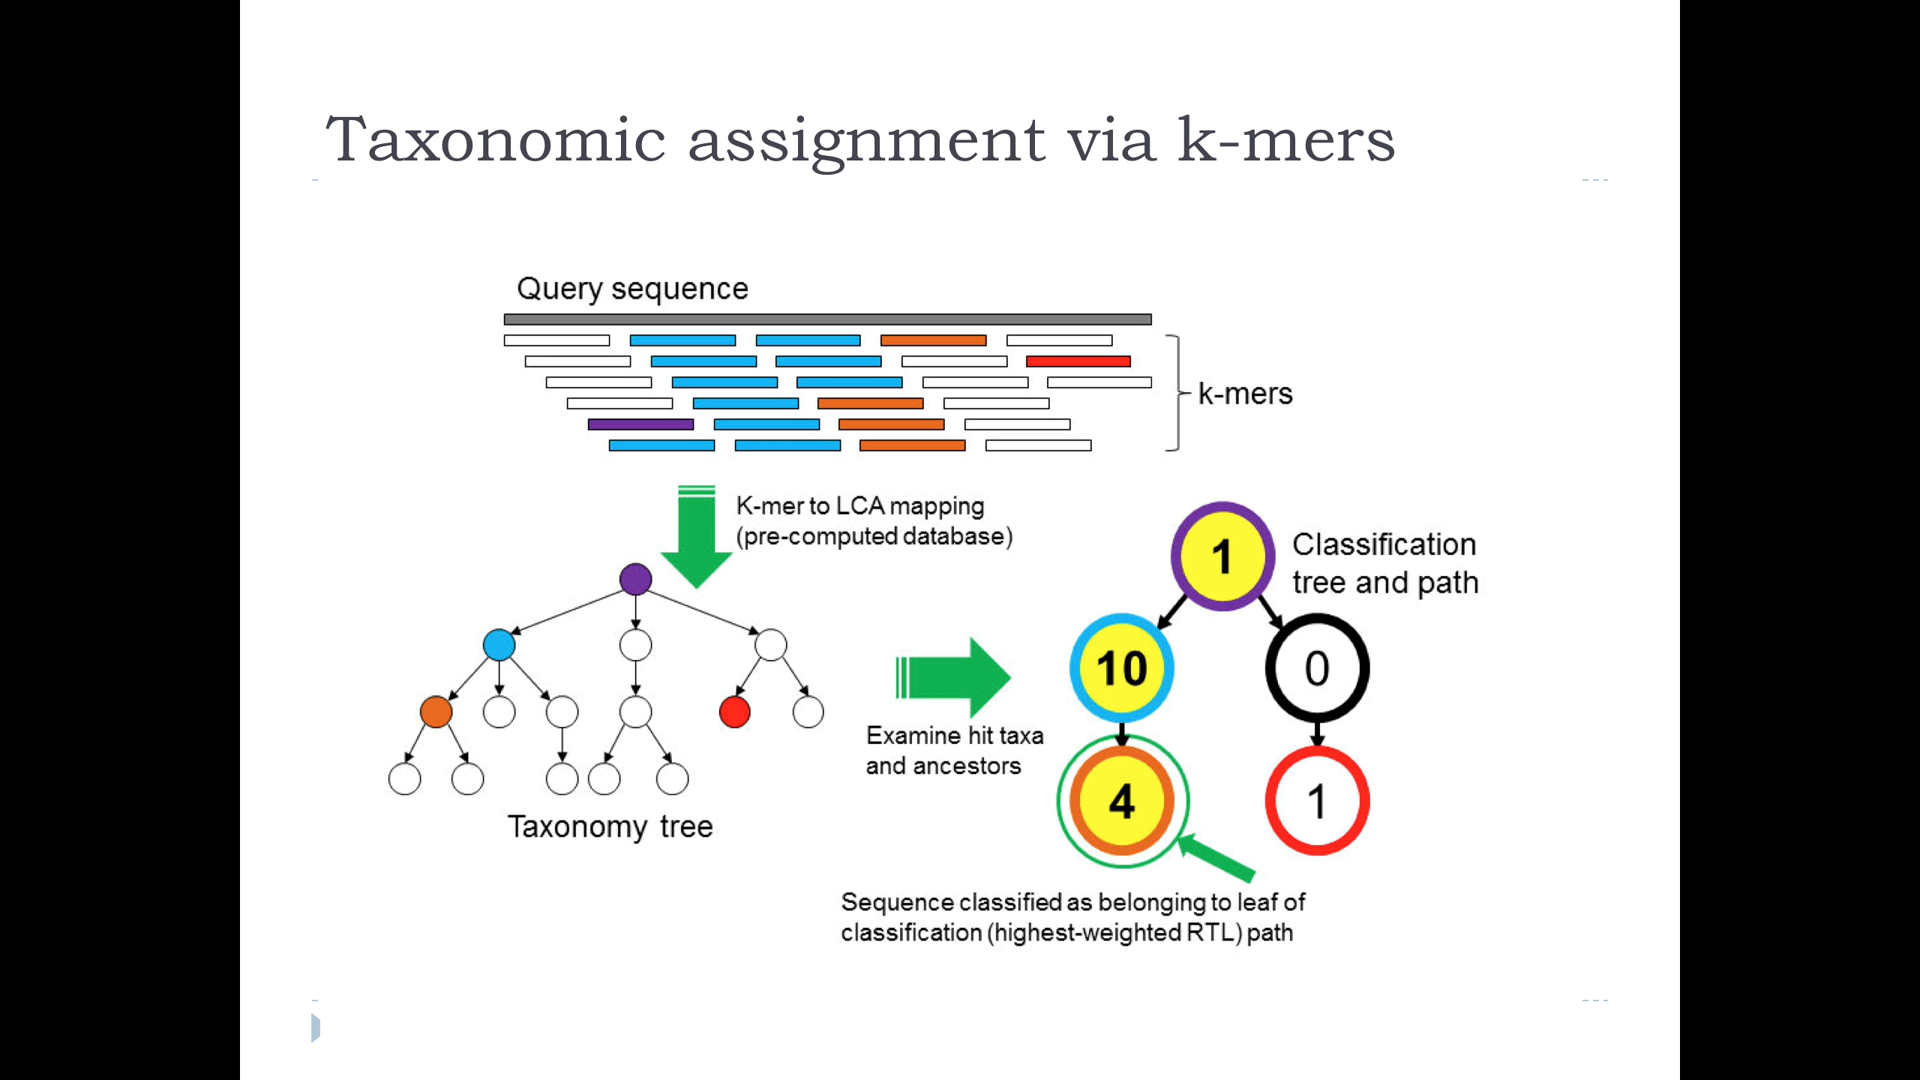 Taxonomic assignment via k-mers
Query sequence
k-mers
K-mer to LCA mapping
(pre-computed database)
1
Classification
tree and path
10
0
Examine hit taxa
and ancestors
4
1
Taxonomy tree
Sequence classified as belonging to leaf of
classification (highest-weighted RTL) path